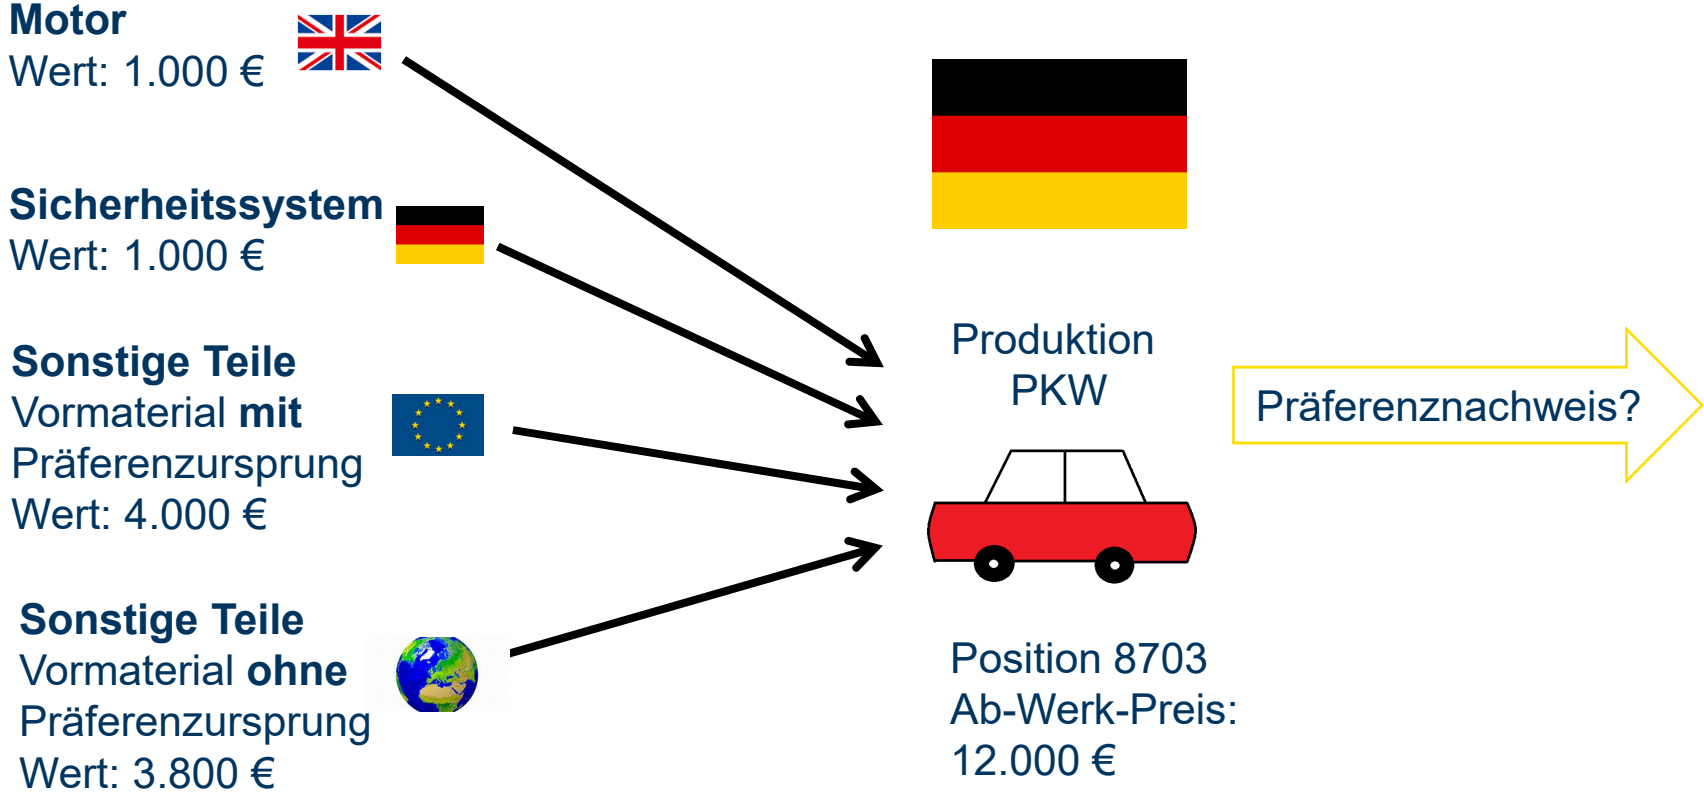 Motor
Wert: 1.000 €
Sicherheitssystem
Wert: 1.000 €
Sonstige Teile
Vormaterial mit
Präferenzursprung
Wert: 4.000 €
Sonstige Teile
Vormaterial ohne
Präferenzursprung
Wert: 3.800 €
Produktion
PKW
Position 8703
Ab-Werk-Preis:
12.000 €
Präferenznachweis?